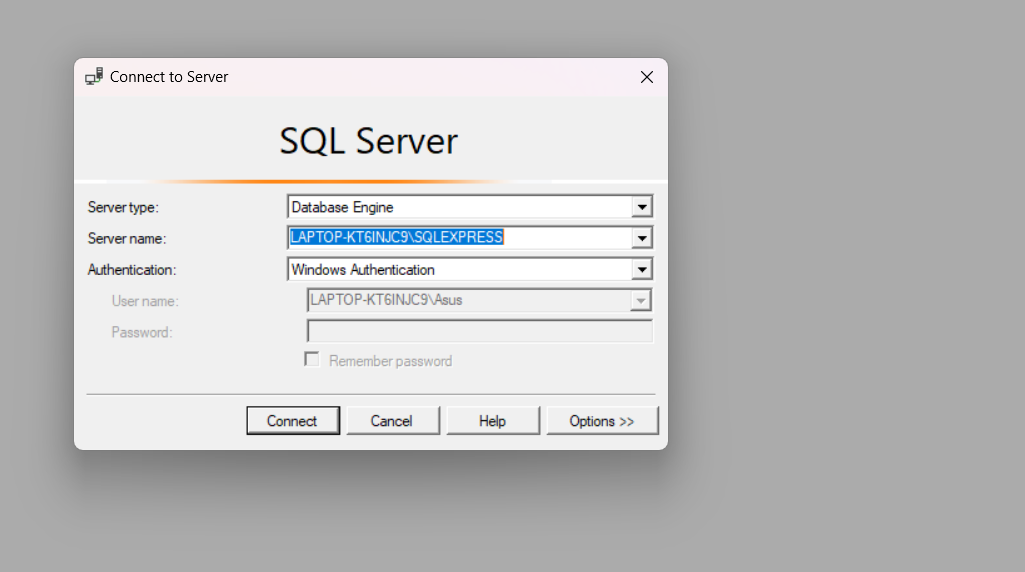 Connect to Server
SQL Server
Server type: Database Engine
Server name: LAPTOP-KT6INJC9\SQLEXPRESS
Authentication: Windows Authentication
User name: LAPTOP-KT6INJC9\Asus
Password:
Remember password
Connect Cancel Help Options >>